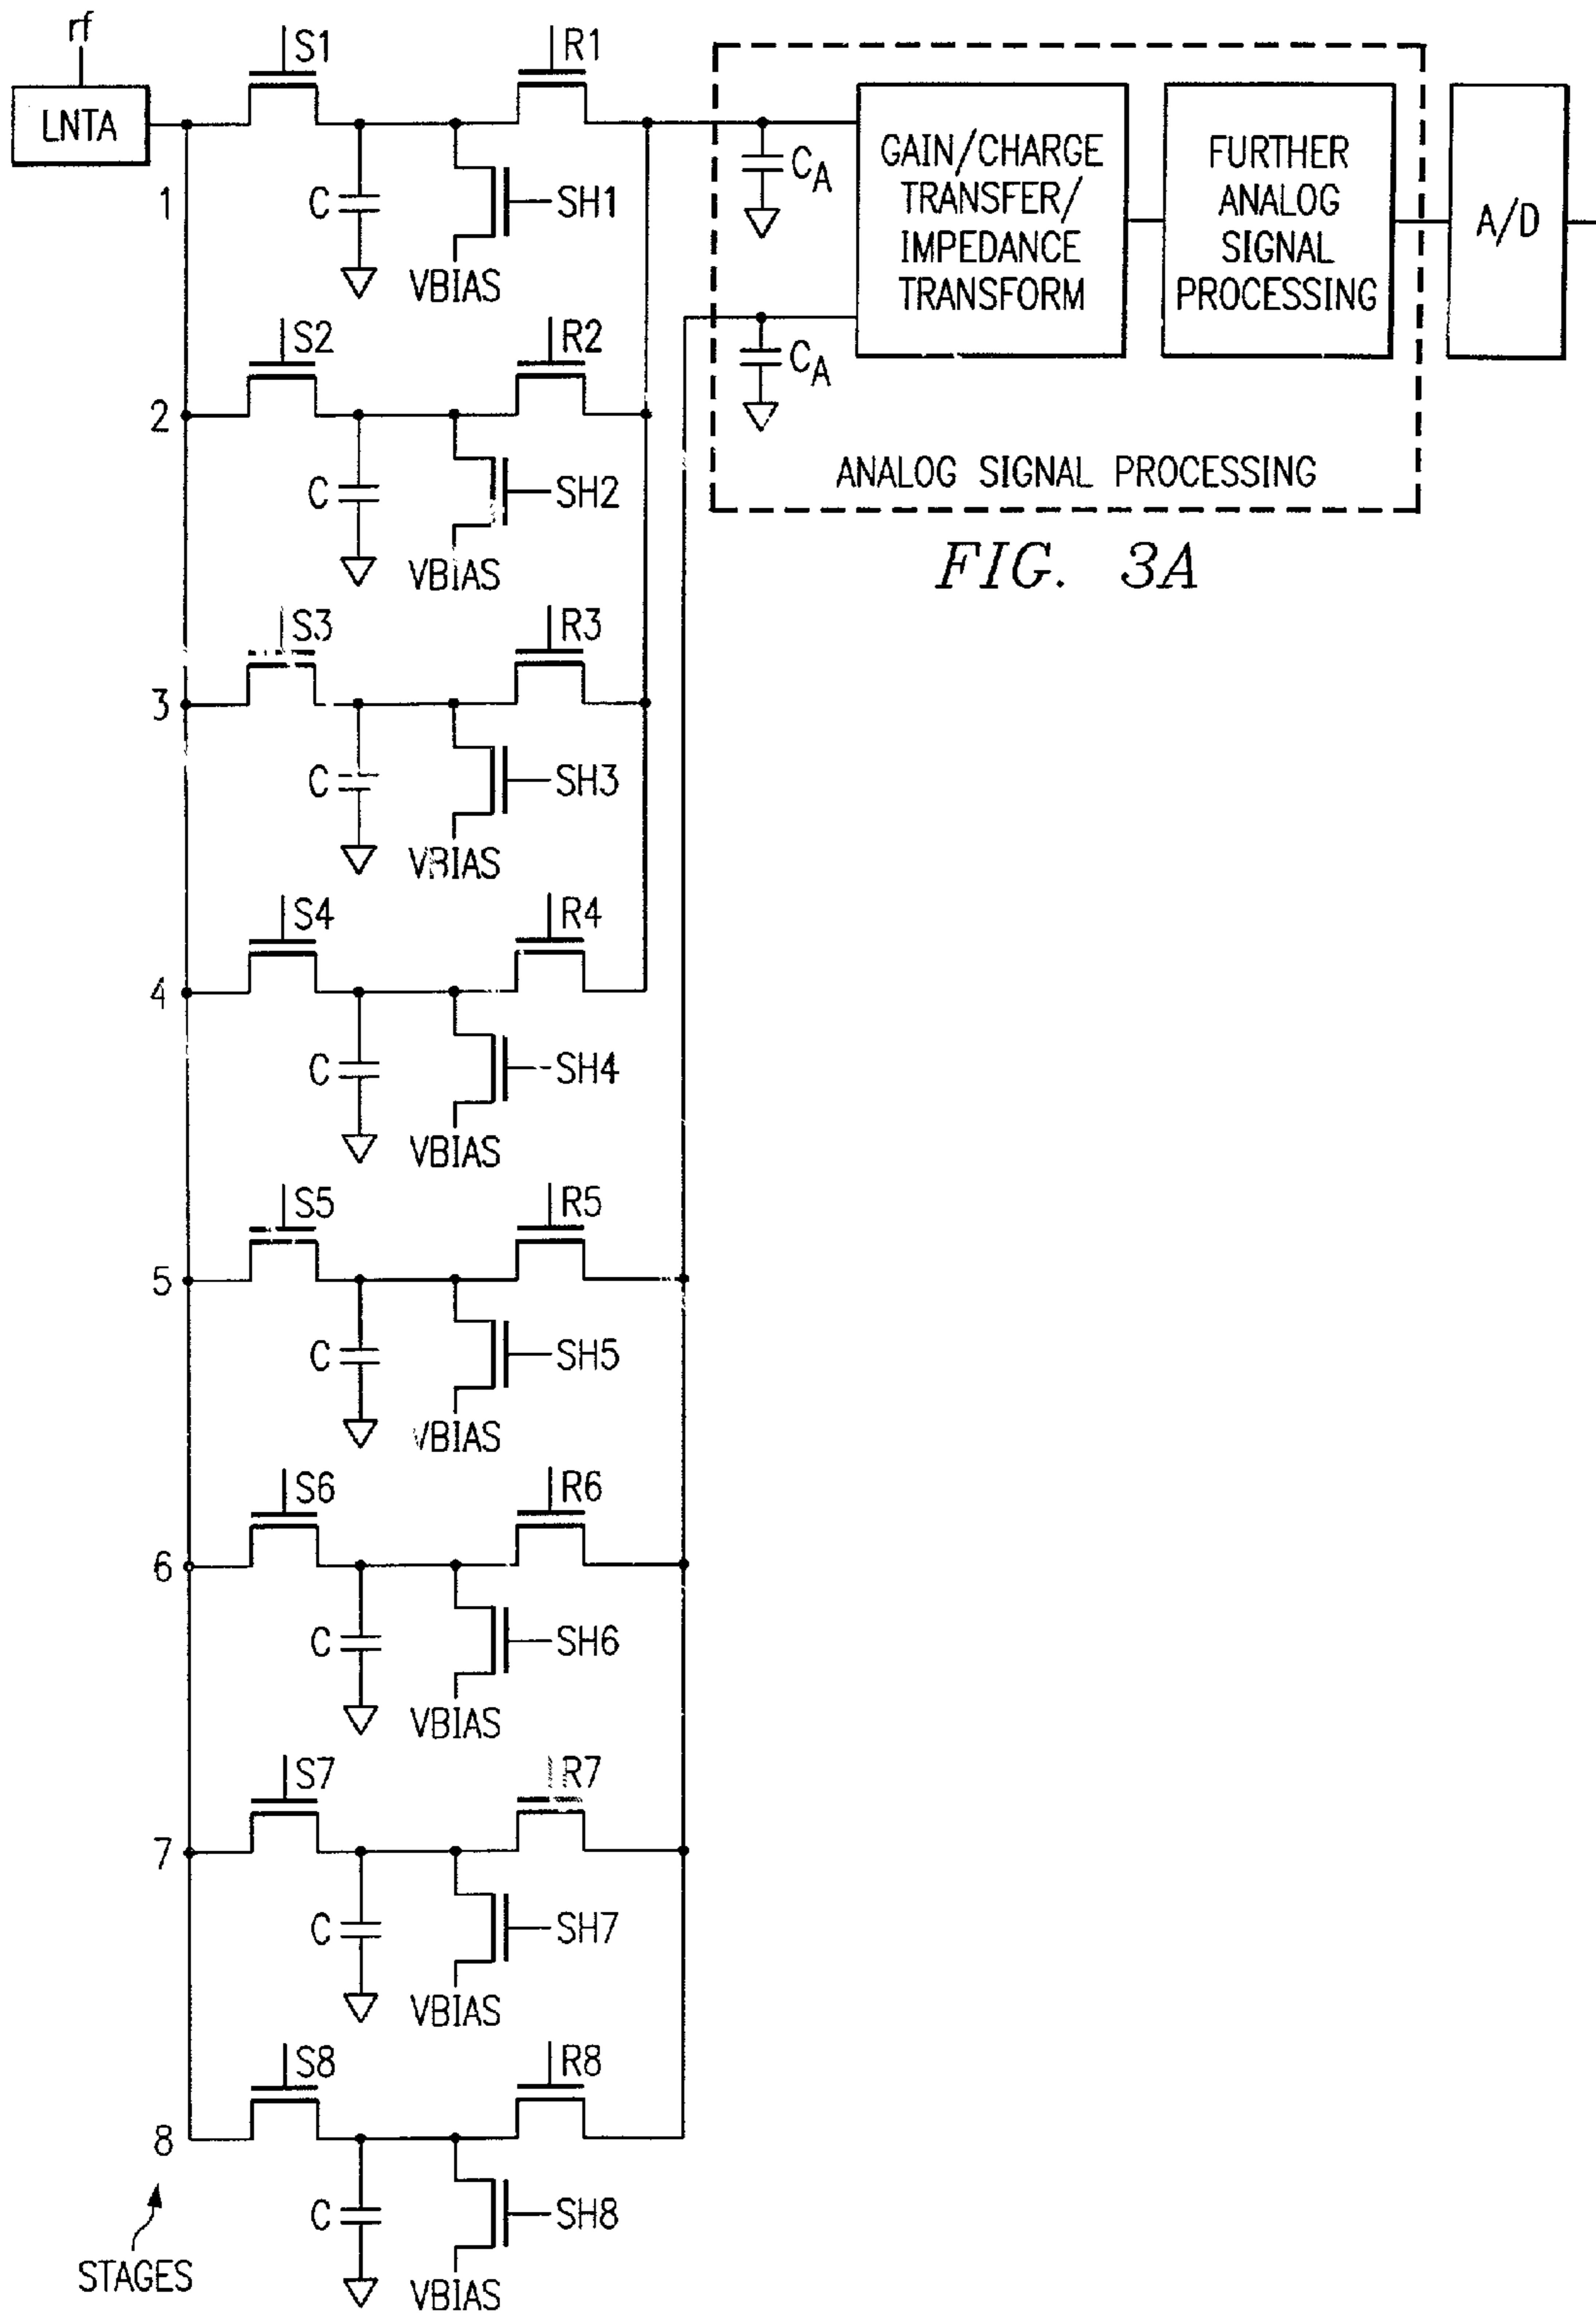 rf
LNTA
S1
R1
1
C
SH1
VBIAS
CA
GAIN/CHARGE
TRANSFER/
IMPEDANCE
TRANSFORM
FURTHER
ANALOG
SIGNAL
PROCESSING
A/D
CA
ANALOG SIGNAL PROCESSING
FIG. 3A
S2
R2
2
C
SH2
VBIAS
S3
R3
3
C
SH3
VBIAS
S4
R4
4
C
SH4
VBIAS
S5
R5
5
C
SH5
VBIAS
S6
R6
6
C
SH6
VBIAS
S7
R7
7
C
SH7
VBIAS
S8
R8
8
C
SH8
VBIAS
STAGES